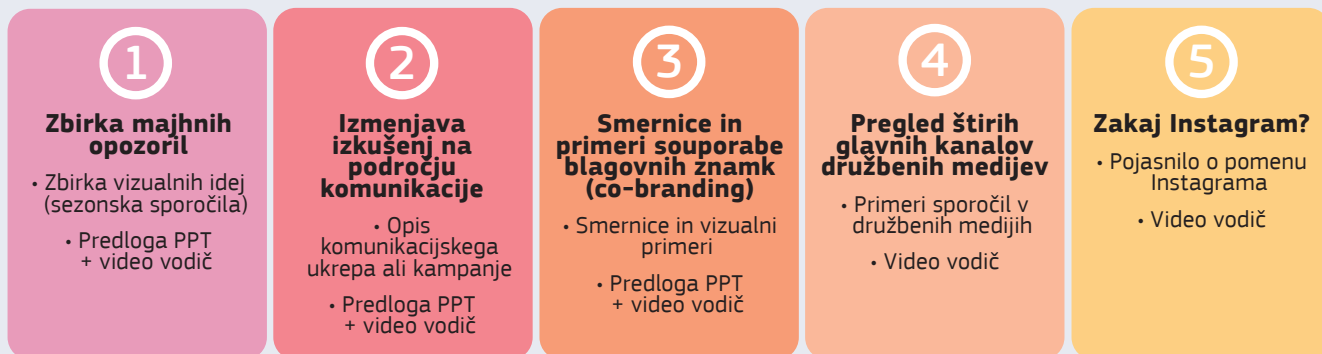 1
Zbirka majhnih
opozoril
• Zbirka vizualnih idej
(sezonska sporočila)
• Predloga PPT
+ video vodič
2
Izmenjava
izkušenj na
področju
komunikacije
• Opis
komunikacijskega
ukrepa ali kampanje
• Predloga PPT
+ video vodič
3
Smernice in
primeri souporabe
blagovnih znamk
(co-branding)
• Smernice in vizualni
primeri
• Predloga PPT
+ video vodič
4
Pregled štirih
glavnih kanalov
družbenih medijev
• Primeri sporočil v
družbenih medijih
• Video vodič
5
Zakaj Instagram?
• Pojasnilo o pomenu
Instagrama
• Video vodič